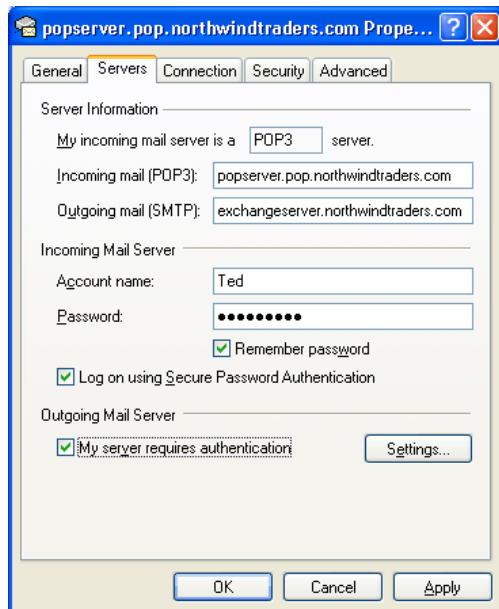 popserver.pop.northwindtraders.com Prope... ?
General Servers Connection Security Advanced
Server Information
My incoming mail server is a POP3 server.
Incoming mail (POP3): popserver.pop.northwindtraders.com
Outgoing mail (SMTP): exchangeserver.northwindtraders.com
Incoming Mail Server
Account name: Ted
Password: ●●●●●●●●●
Remember password
Log on using Secure Password Authentication
Outgoing Mail Server
My server requires authentication Settings...
OK Cancel Apply